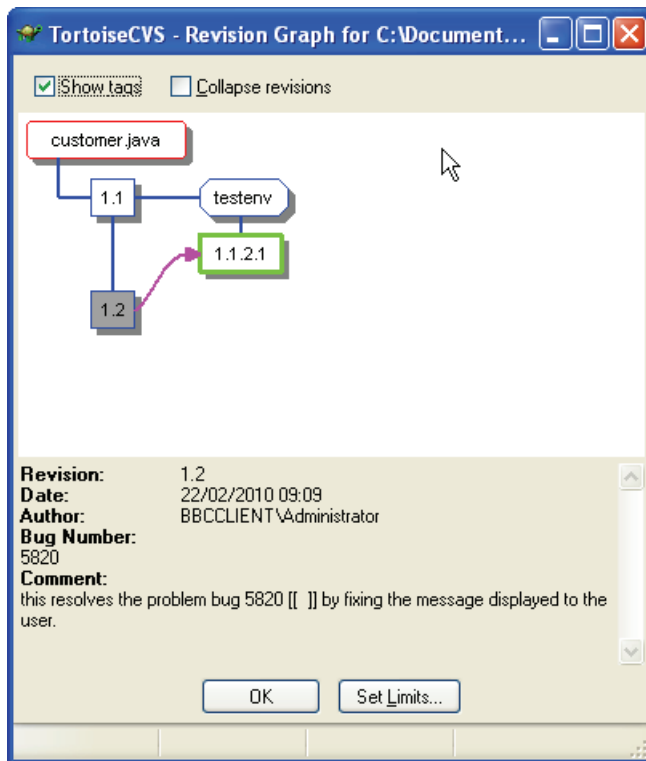 TortoiseCVS - Revision Graph for C:\Document...
Show tags Collapse revisions
customer.java
1.1 testenv
1.1.2.1
1.2
Revision: 1.2
Date: 22/02/2010 09:09
Author: BBCCLIENT\Administrator
Bug Number:
5820
Comment:
this resolves the problem bug 5820 [[ ]] by fixing the message displayed to the
user.
OK Set Limits...